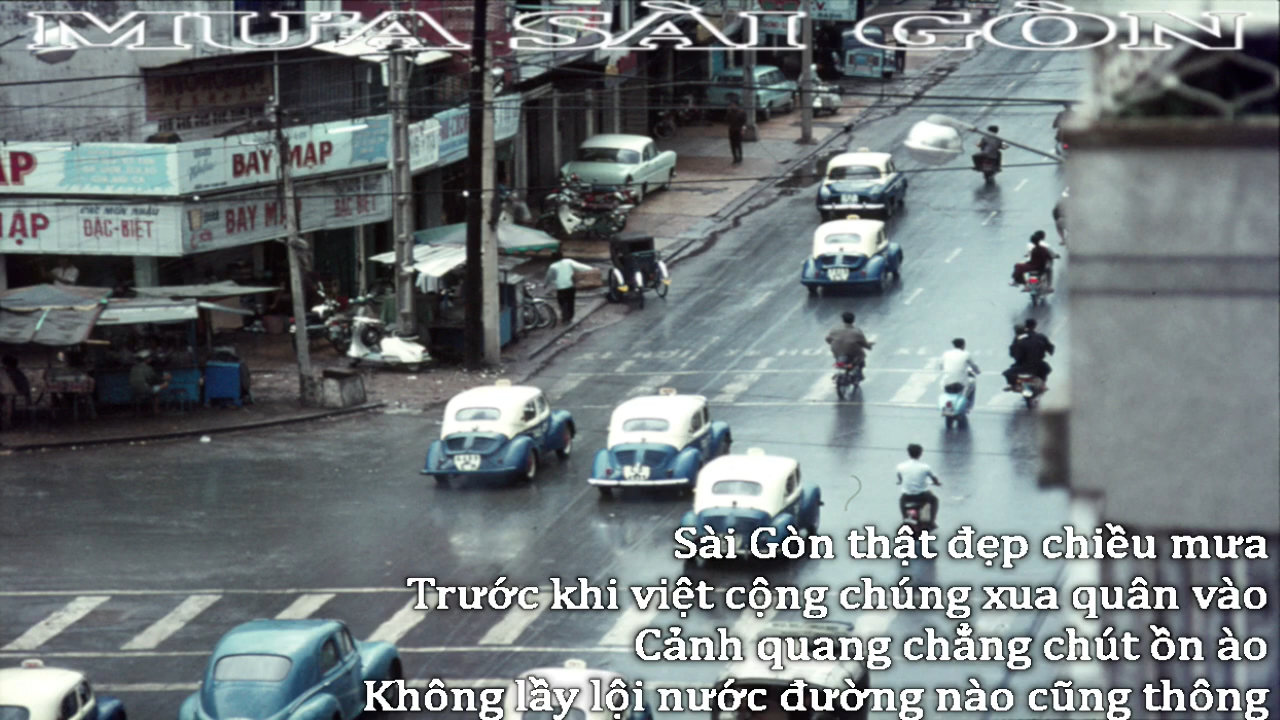 MƯA SÀI GÒN
BAY MẠP
ẠP
BAY MẠP
ĐẶC-BIỆT
ĐẶC-BIỆT
Sài Gòn thật đẹp chiều mưa
Trước khi việt cộng chúng xua quân vào
Cảnh quang chẳng chút ồn ào
Không lầy lội nước đường nào cũng thông